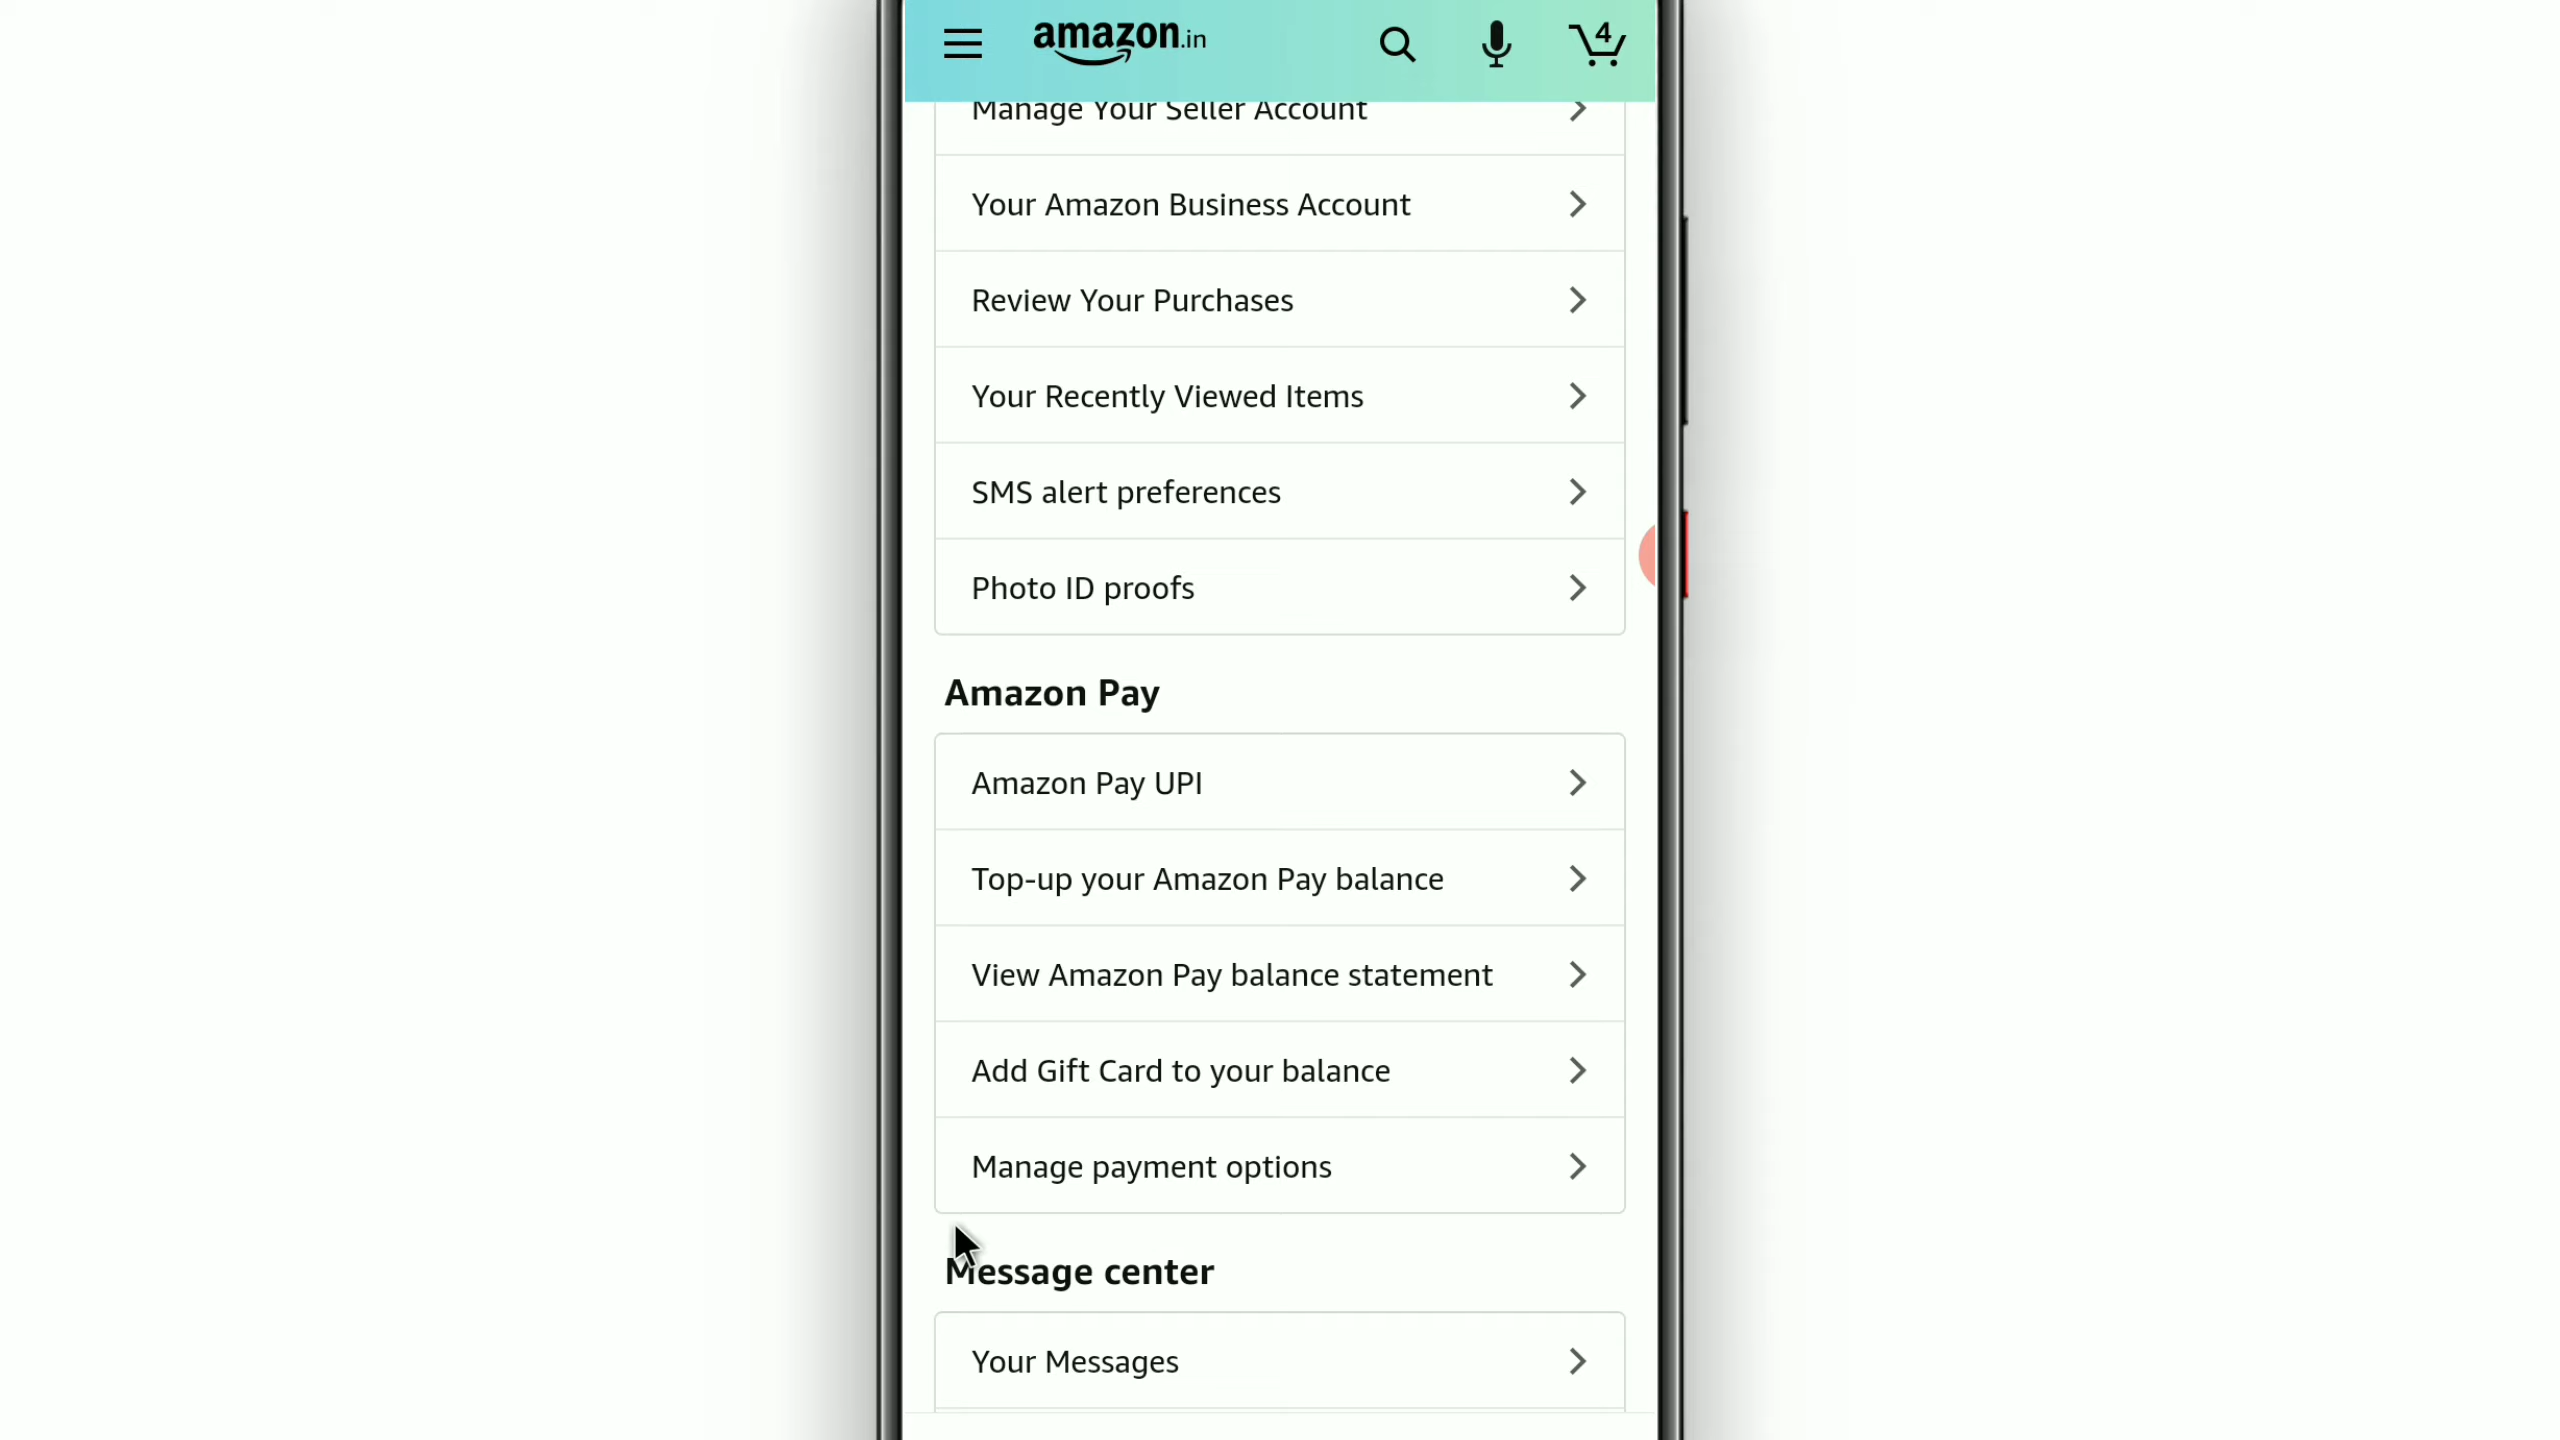 amazon.in
4
Manage Your Seller Account
Your Amazon Business Account
Review Your Purchases
Your Recently Viewed Items
SMS alert preferences
Photo ID proofs
Amazon Pay
Amazon Pay UPI
Top-up your Amazon Pay balance
View Amazon Pay balance statement
Add Gift Card to your balance
Manage payment options
Message center
Your Messages